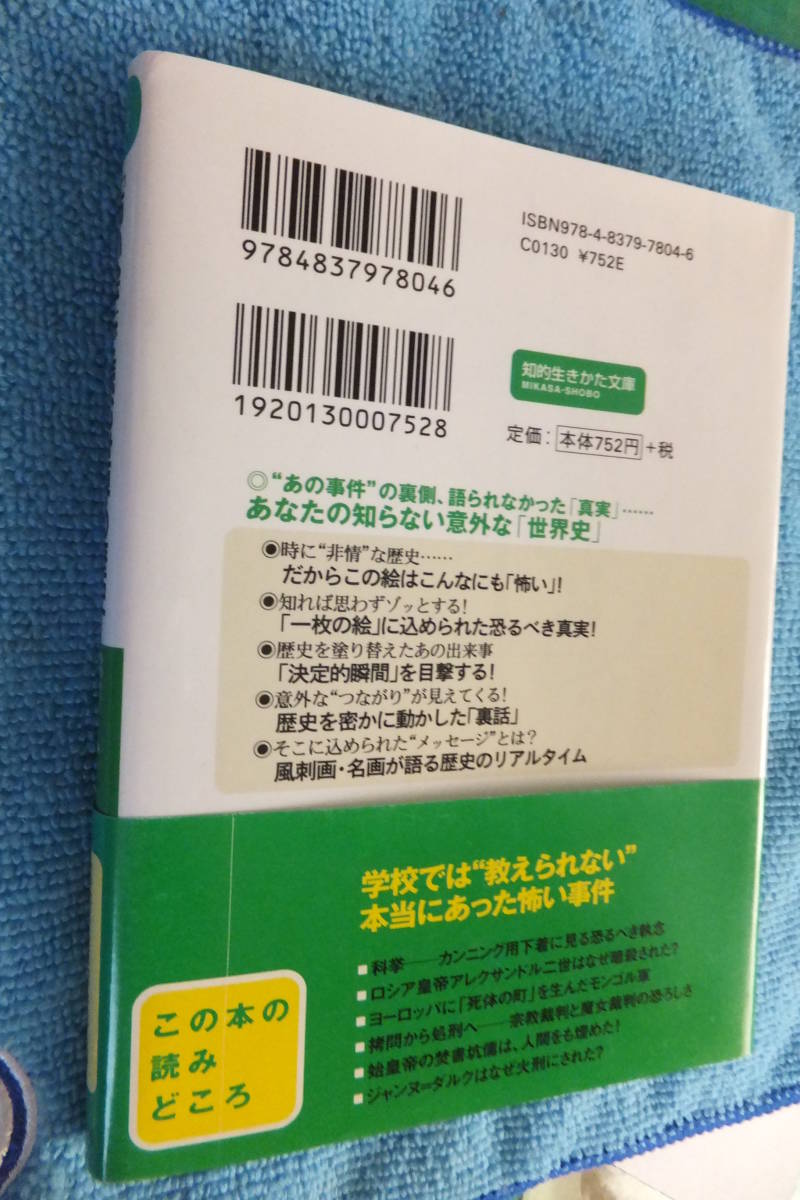 9784837978046
ISBN978-4-8379-7804-6
C0130 ¥752E
1920130007528
知的生きかた文庫
MIKASA-SHOBO
定価:本体752円+税
◎“あの事件”の裏側、語られなかった「真実」……
あなたの知らない意外な「世界史」
◉時に“非情”な歴史……
だからこの絵はこんなにも「怖い」!
◉知れば思わずゾッとする!
「一枚の絵」に込められた恐るべき真実!
◉歴史を塗り替えたあの出来事
「決定的瞬間」を目撃する!
◉意外な“つながり”が見えてくる!
歴史を密かに動かした「裏話」
◉そこに込められた“メッセージ”とは?
風刺画・名画が語る歴史のリアルタイム
学校では“教えられない”
本当にあった怖い事件
■科挙――カンニング用下着に見る恐るべき執念
■ロシア皇帝アレクサンドル二世はなぜ暗殺された?
■ヨーロッパに「死体の町」を生んだモンゴル軍
■拷問から処刑へ――宗教裁判と魔女裁判の恐ろしさ
■始皇帝の焚書坑儒は、人間をも埋めた!
■ジャンヌ=ダルクはなぜ火刑にされた?
この本の
読み
どころ